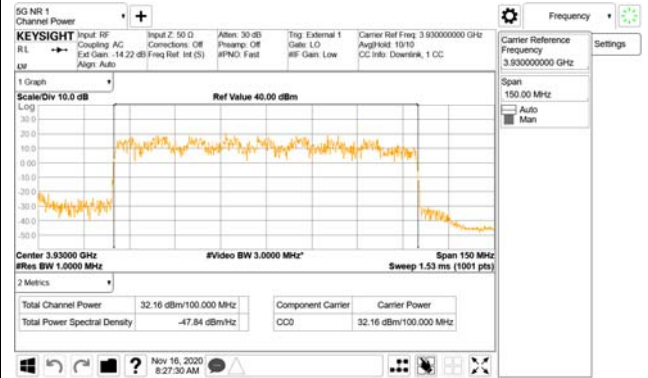 5G NR 1
Channel Power
+
Frequency
KEYSIGHT
RL
LM
Input: RF
Coupling: AC
Ext Gain: -14.22 dB
Align: Auto
Input Z: 50 Ω
Corrections: Off
Freq Ref: Int (S)
Atten: 30 dB
Preamp: Off
#PNO: Fast
Trig: External 1
Gate: LO
#IF Gain: Low
Carrier Ref Freq: 3.930000000 GHz
Avg|Hold: 10/10
CC Info: Downlink, 1 CC
Carrier Reference
Frequency
3.930000000 GHz
Settings
Span
150.00 MHz
Auto
Man
1 Graph
Scale/Div 10.0 dB
Ref Value 40.00 dBm
Log
30.0
20.0
10.0
0.00
-10.0
-20.0
-30.0
-40.0
-50.0
Center 3.93000 GHz
#Video BW 3.0000 MHz*
Span 150 MHz
#Res BW 1.0000 MHz
Sweep 1.53 ms (1001 pts)
2 Metrics
Total Channel Power 32.16 dBm/100.000 MHz
Total Power Spectral Density -47.84 dBm/Hz
Component Carrier Carrier Power
CC0 32.16 dBm/100.000 MHz
?
Nov 16, 2020
8:27:30 AM